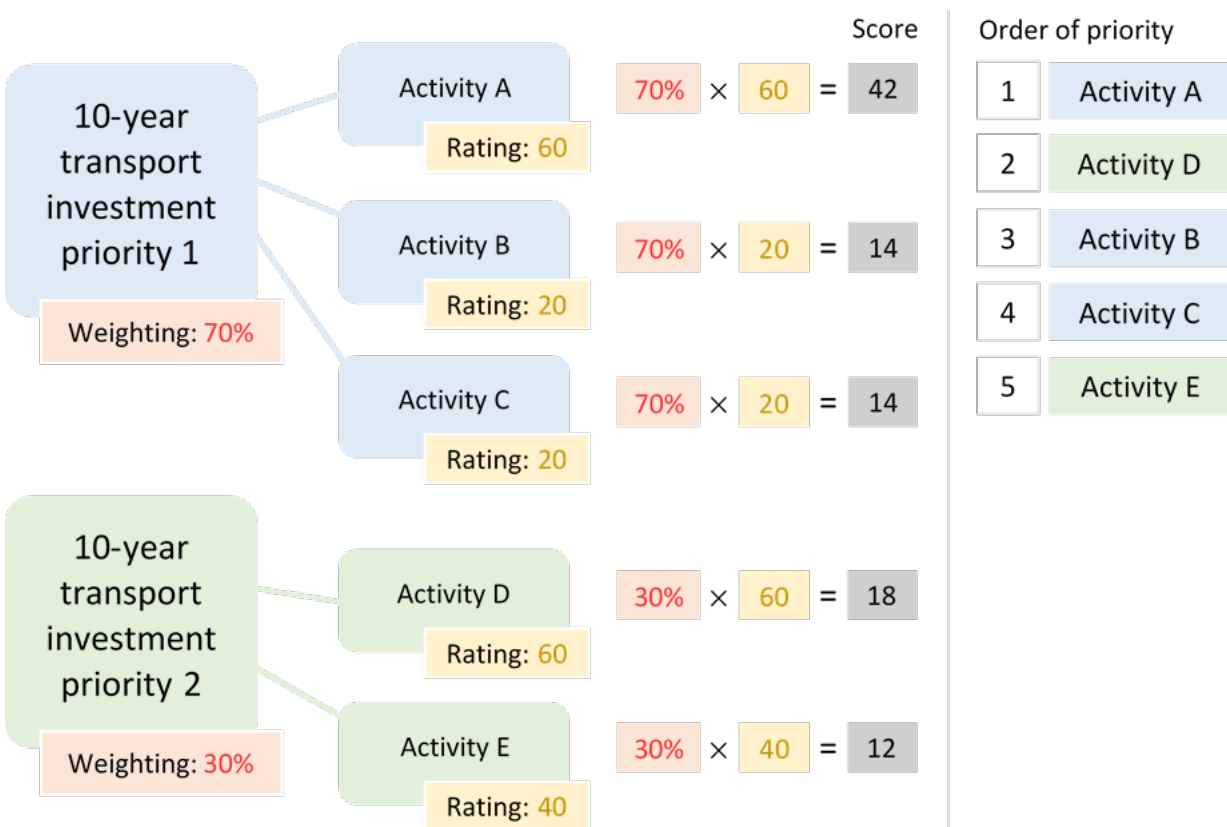 Score
Order of priority
10-year
transport
investment
priority 1
Weighting: 70%
Activity A
Rating: 60
70% × 60 = 42
Activity B
Rating: 20
70% × 20 = 14
Activity C
Rating: 20
70% × 20 = 14
10-year
transport
investment
priority 2
Weighting: 30%
Activity D
Rating: 60
30% × 60 = 18
Activity E
Rating: 40
30% × 40 = 12
1 Activity A
2 Activity D
3 Activity B
4 Activity C
5 Activity E